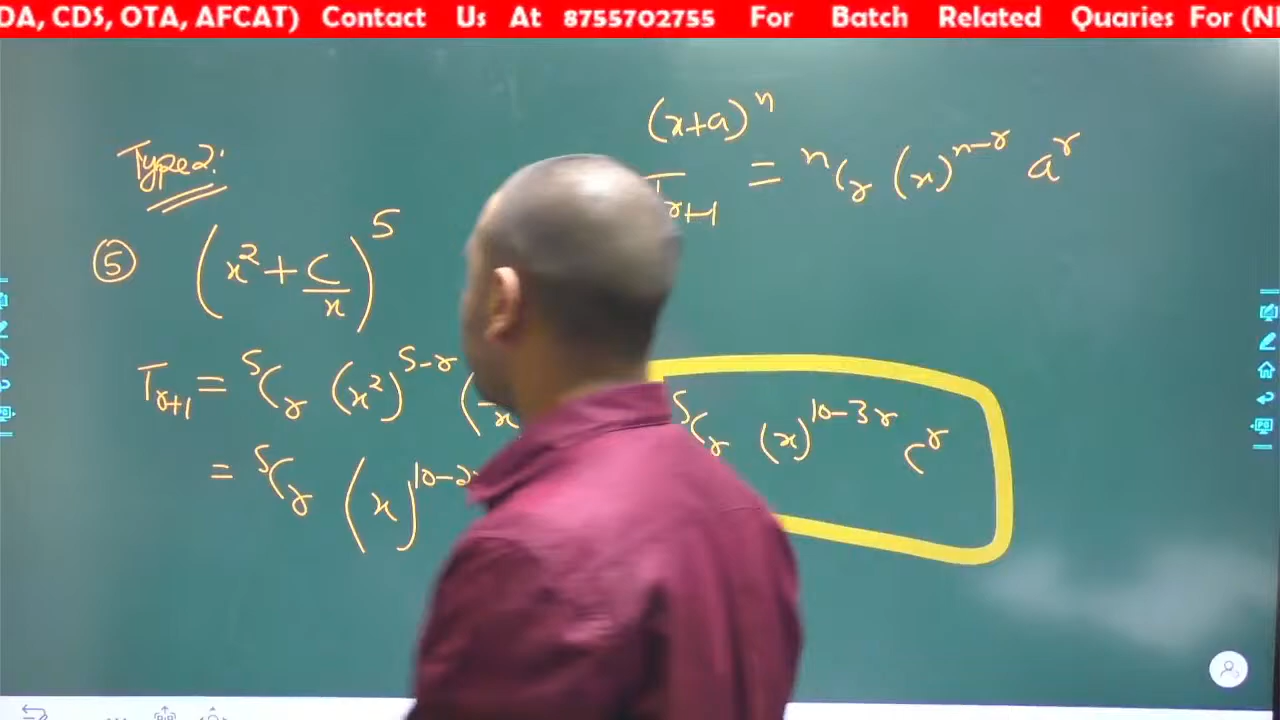 DA, CDS, OTA, AFCAT) Contact Us At 8755702755 For Batch Related Quaries For (NI
Type 2:
(x+a)^n
T_{r+1} = ^nC_r (x)^{n-r} a^r
⑤ (x^2 + C/x)^5
T_{r+1} = ^5C_r (x^2)^{5-r} (
= ^5C_r (x)^{10-2
^5C_r (x)^{10-3r} C^r